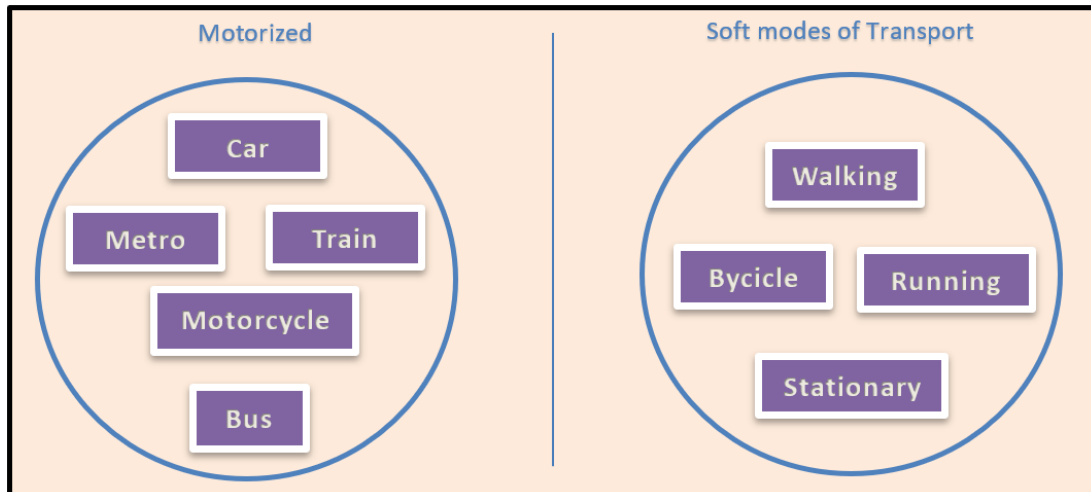 Motorized
Car
Metro
Train
Motorcycle
Bus
Soft modes of Transport
Walking
Bycicle
Running
Stationary